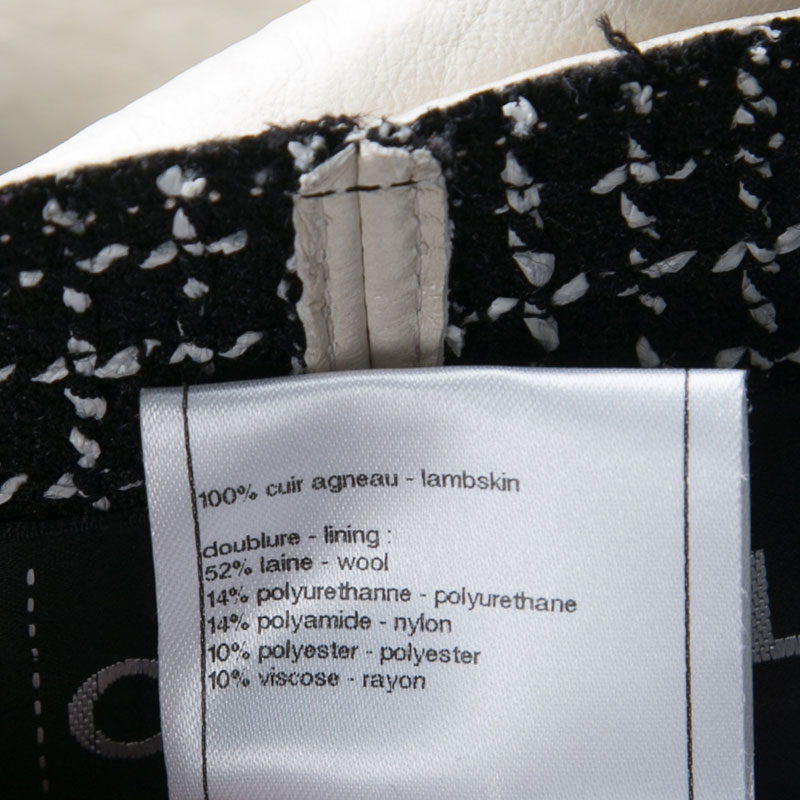 100% cuir agneau - lambskin
doublure - lining :
52% laine - wool
14% polyurethanne - polyurethane
14% polyamide - nylon
10% polyester - polyester
10% viscose - rayon